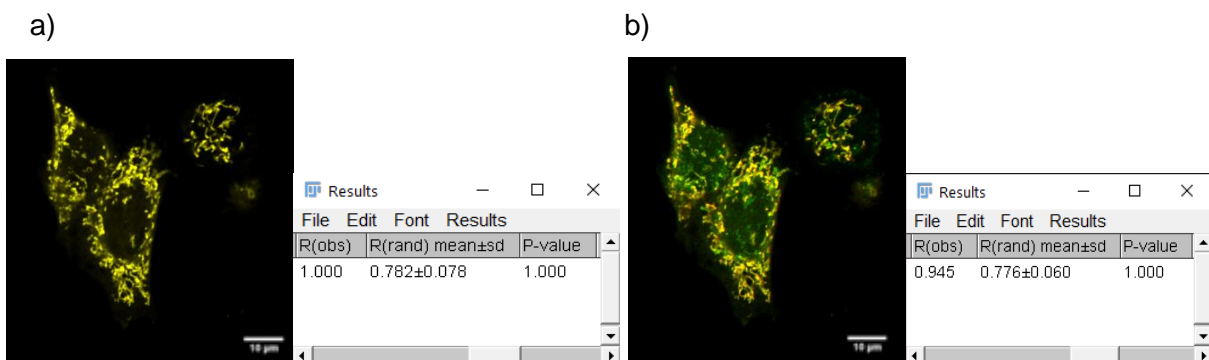 a)
b)
10 µm
Results
File Edit Font Results
R(obs) R(rand) mean±sd P-value
1.000 0.782±0.078 1.000
10 µm
Results
File Edit Font Results
R(obs) R(rand) mean±sd P-value
0.945 0.776±0.060 1.000